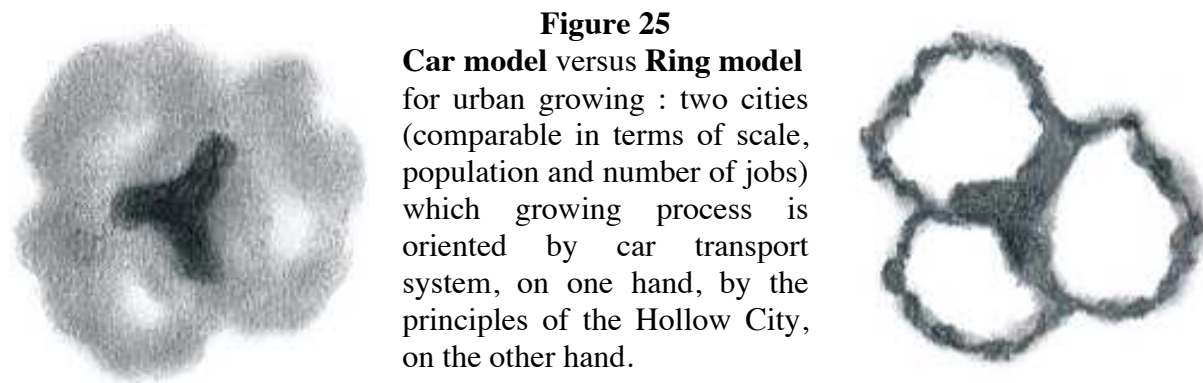 Figure 25
Car model versus Ring model
for urban growing : two cities
(comparable in terms of scale,
population and number of jobs)
which growing process is
oriented by car transport
system, on one hand, by the
principles of the Hollow City,
on the other hand.